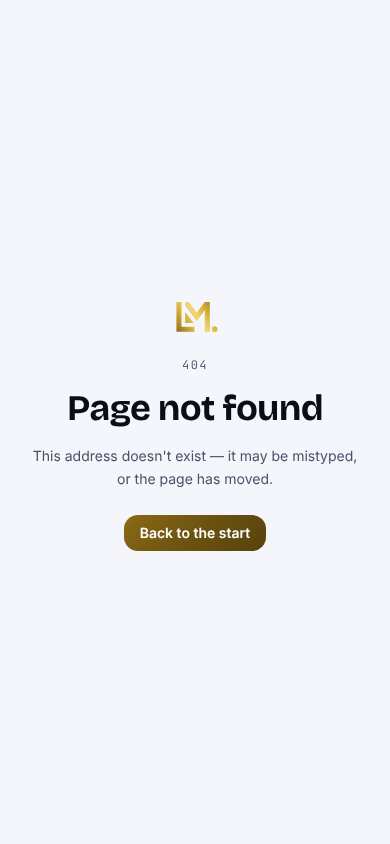 LM.
404
Page not found
This address doesn't exist — it may be mistyped,
or the page has moved.
Back to the start